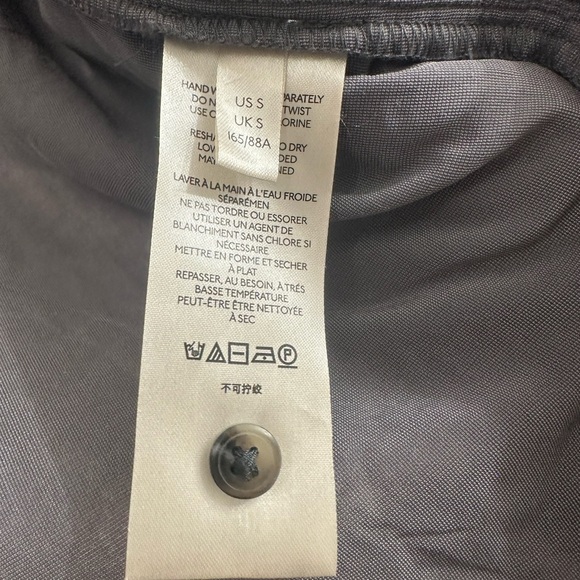 HAND W
PARATELY
DO N
TWIST
USE C
ORINE
RESHA
O DRY
LOW
DED
MAY
NED
US S
UK S
165/88A
LAVER À LA MAIN À L'EAU FROIDE
SÉPARÉMEN
NE PAS TORDRE OU ESSORER
UTILISER UN AGENT DE
BLANCHIMENT SANS CHLORE SI
NÉCESSAIRE
METTRE EN FORME ET SECHER
À PLAT
REPASSER, AU BESOIN, À TRÉS
BASSE TEMPÉRATURE
PEUT-ÊTRE ÊTRE NETTOYÉE
À SEC
P
不可拧绞